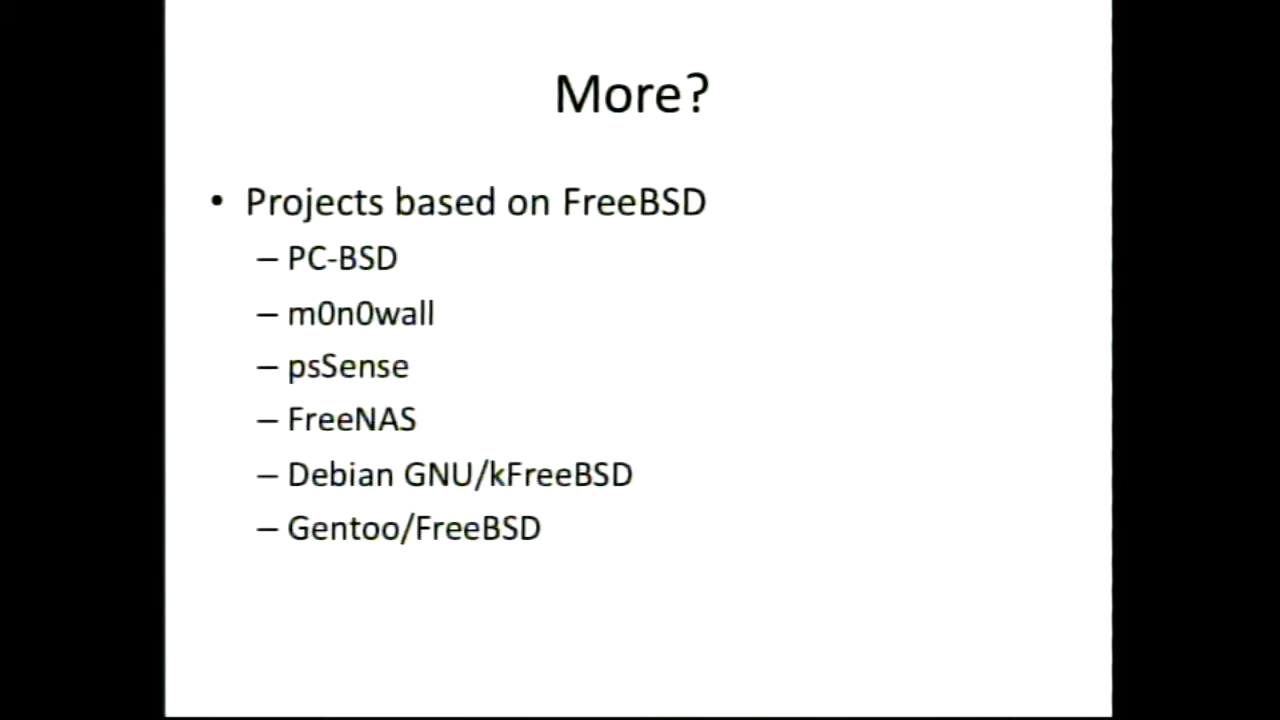 More?
• Projects based on FreeBSD
– PC-BSD
– m0n0wall
– psSense
– FreeNAS
– Debian GNU/kFreeBSD
– Gentoo/FreeBSD